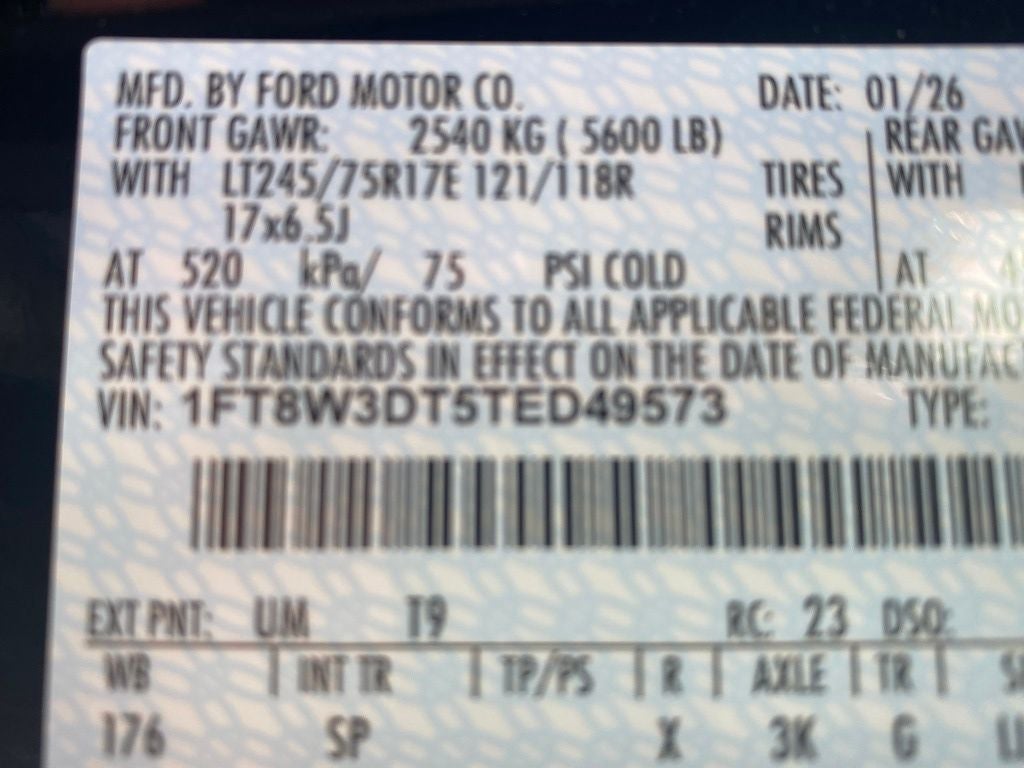 MFD. BY FORD MOTOR CO. DATE: 01/26
FRONT GAWR: 2540 KG ( 5600 LB) REAR
WITH LT245/75R17E 121/118R TIRES WITH
17x6.5J RIMS
AT 520 kPa/ 75 PSI COLD AT
THIS VEHICLE CONFORMS TO ALL APPLICABLE FEDERAL
SAFETY STANDARDS IN EFFECT ON THE DATE OF
VIN: 1FT8W3DT5TED49573 TYPE:
EXT PNT: UM T9 RC: 23 DSO:
WB INT TR TP/PS R AXLE TR
176 SP X 3K G